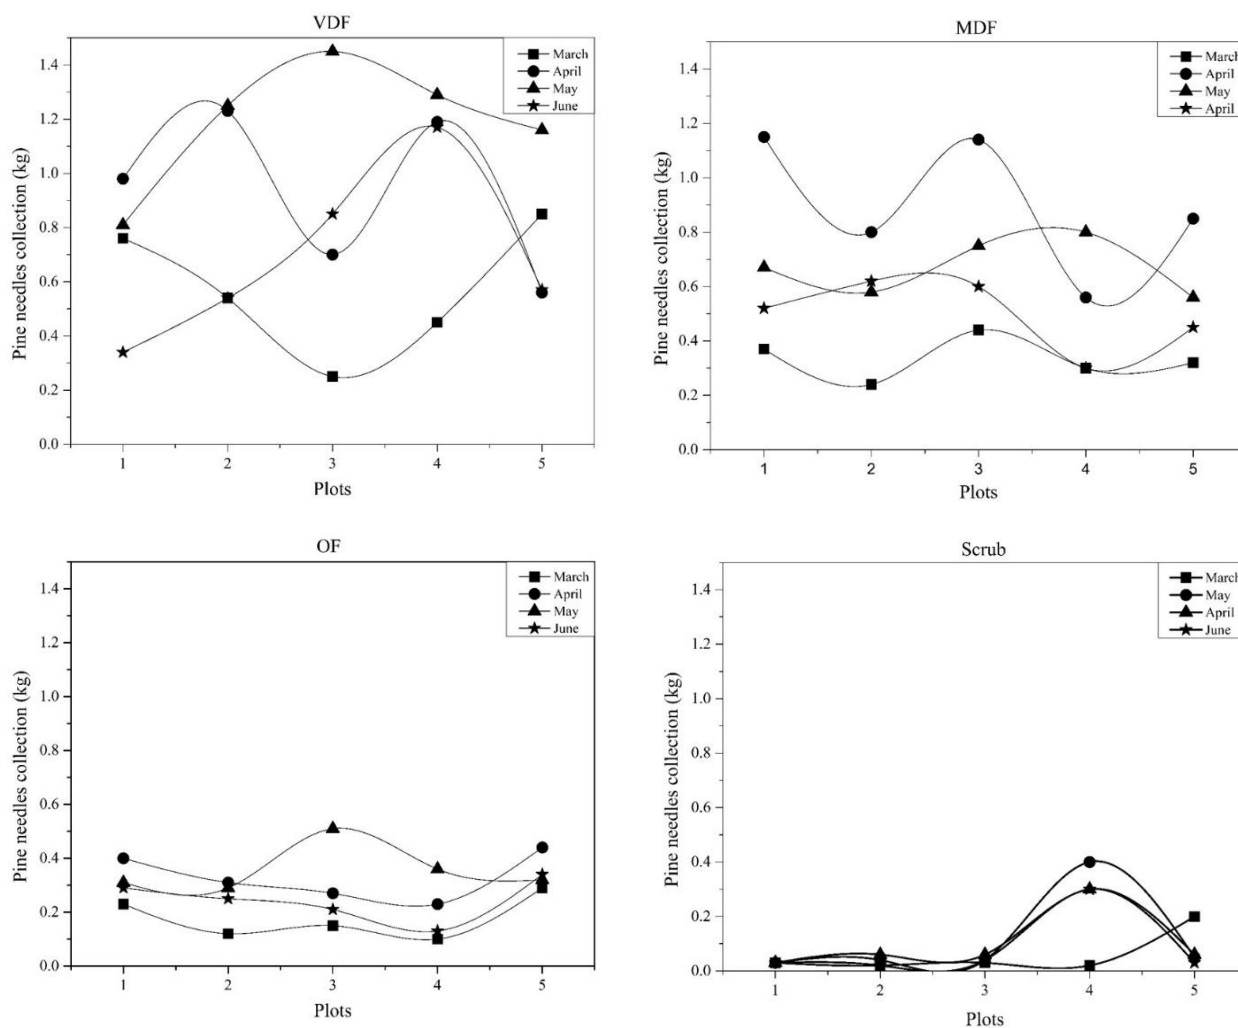 VDF
March
April
May
June
Pine needles collection (kg)
1.4
1.2
1.0
0.8
0.6
0.4
0.2
0.0
1 2 3 4 5
Plots
MDF
March
April
May
April
Pine needles collection (kg)
1.4
1.2
1.0
0.8
0.6
0.4
0.2
0.0
1 2 3 4 5
Plots
OF
March
April
May
June
Pine needles collection (kg)
1.4
1.2
1.0
0.8
0.6
0.4
0.2
0.0
1 2 3 4 5
Plots
Scrub
March
May
April
June
Pine needles collection (kg)
1.4
1.2
1.0
0.8
0.6
0.4
0.2
0.0
1 2 3 4 5
Plots